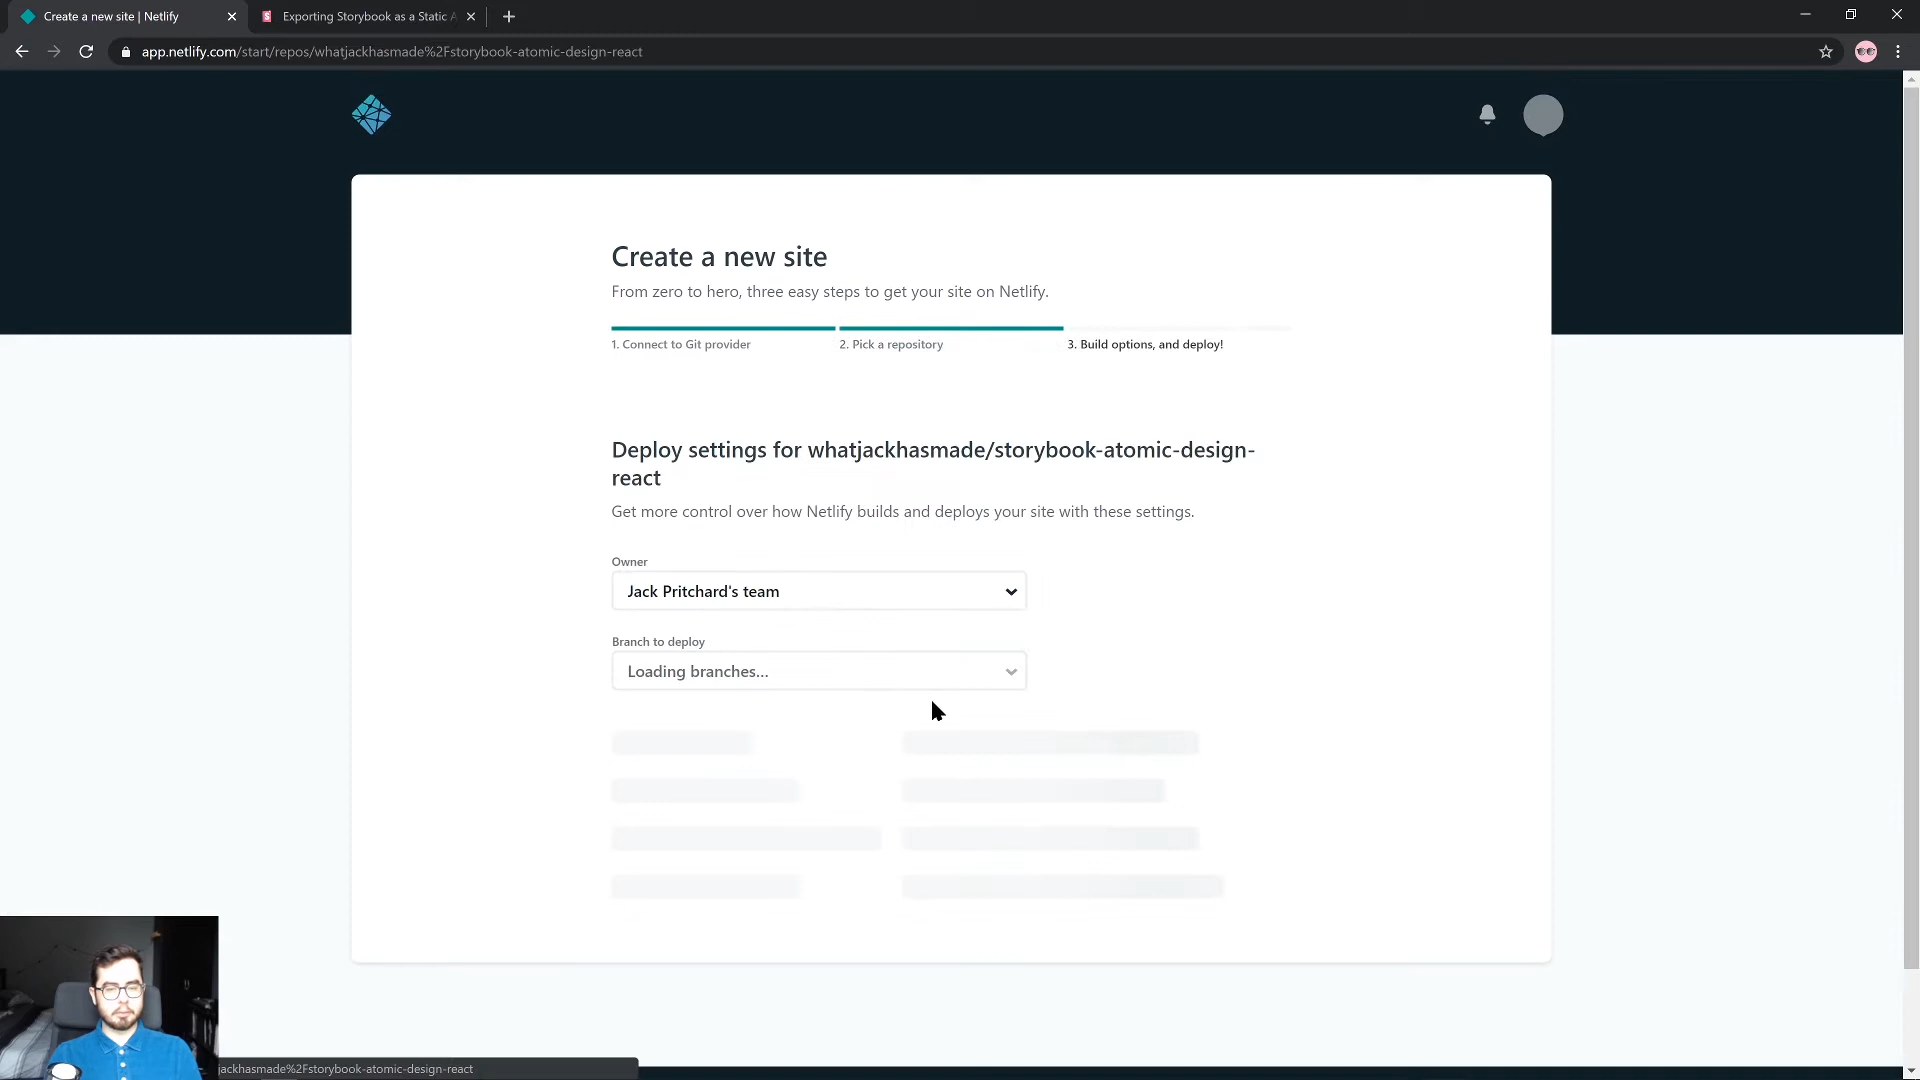 Create a new site | Netlify
Exporting Storybook as a Static A
app.netlify.com/start/repos/whatjackhasmade%2Fstorybook-atomic-design-react
Create a new site
From zero to hero, three easy steps to get your site on Netlify.
1. Connect to Git provider
2. Pick a repository
3. Build options, and deploy!
Deploy settings for whatjackhasmade/storybook-atomic-design-
react
Get more control over how Netlify builds and deploys your site with these settings.
Owner
Jack Pritchard's team
Branch to deploy
Loading branches...
jackhasmade%2Fstorybook-atomic-design-react